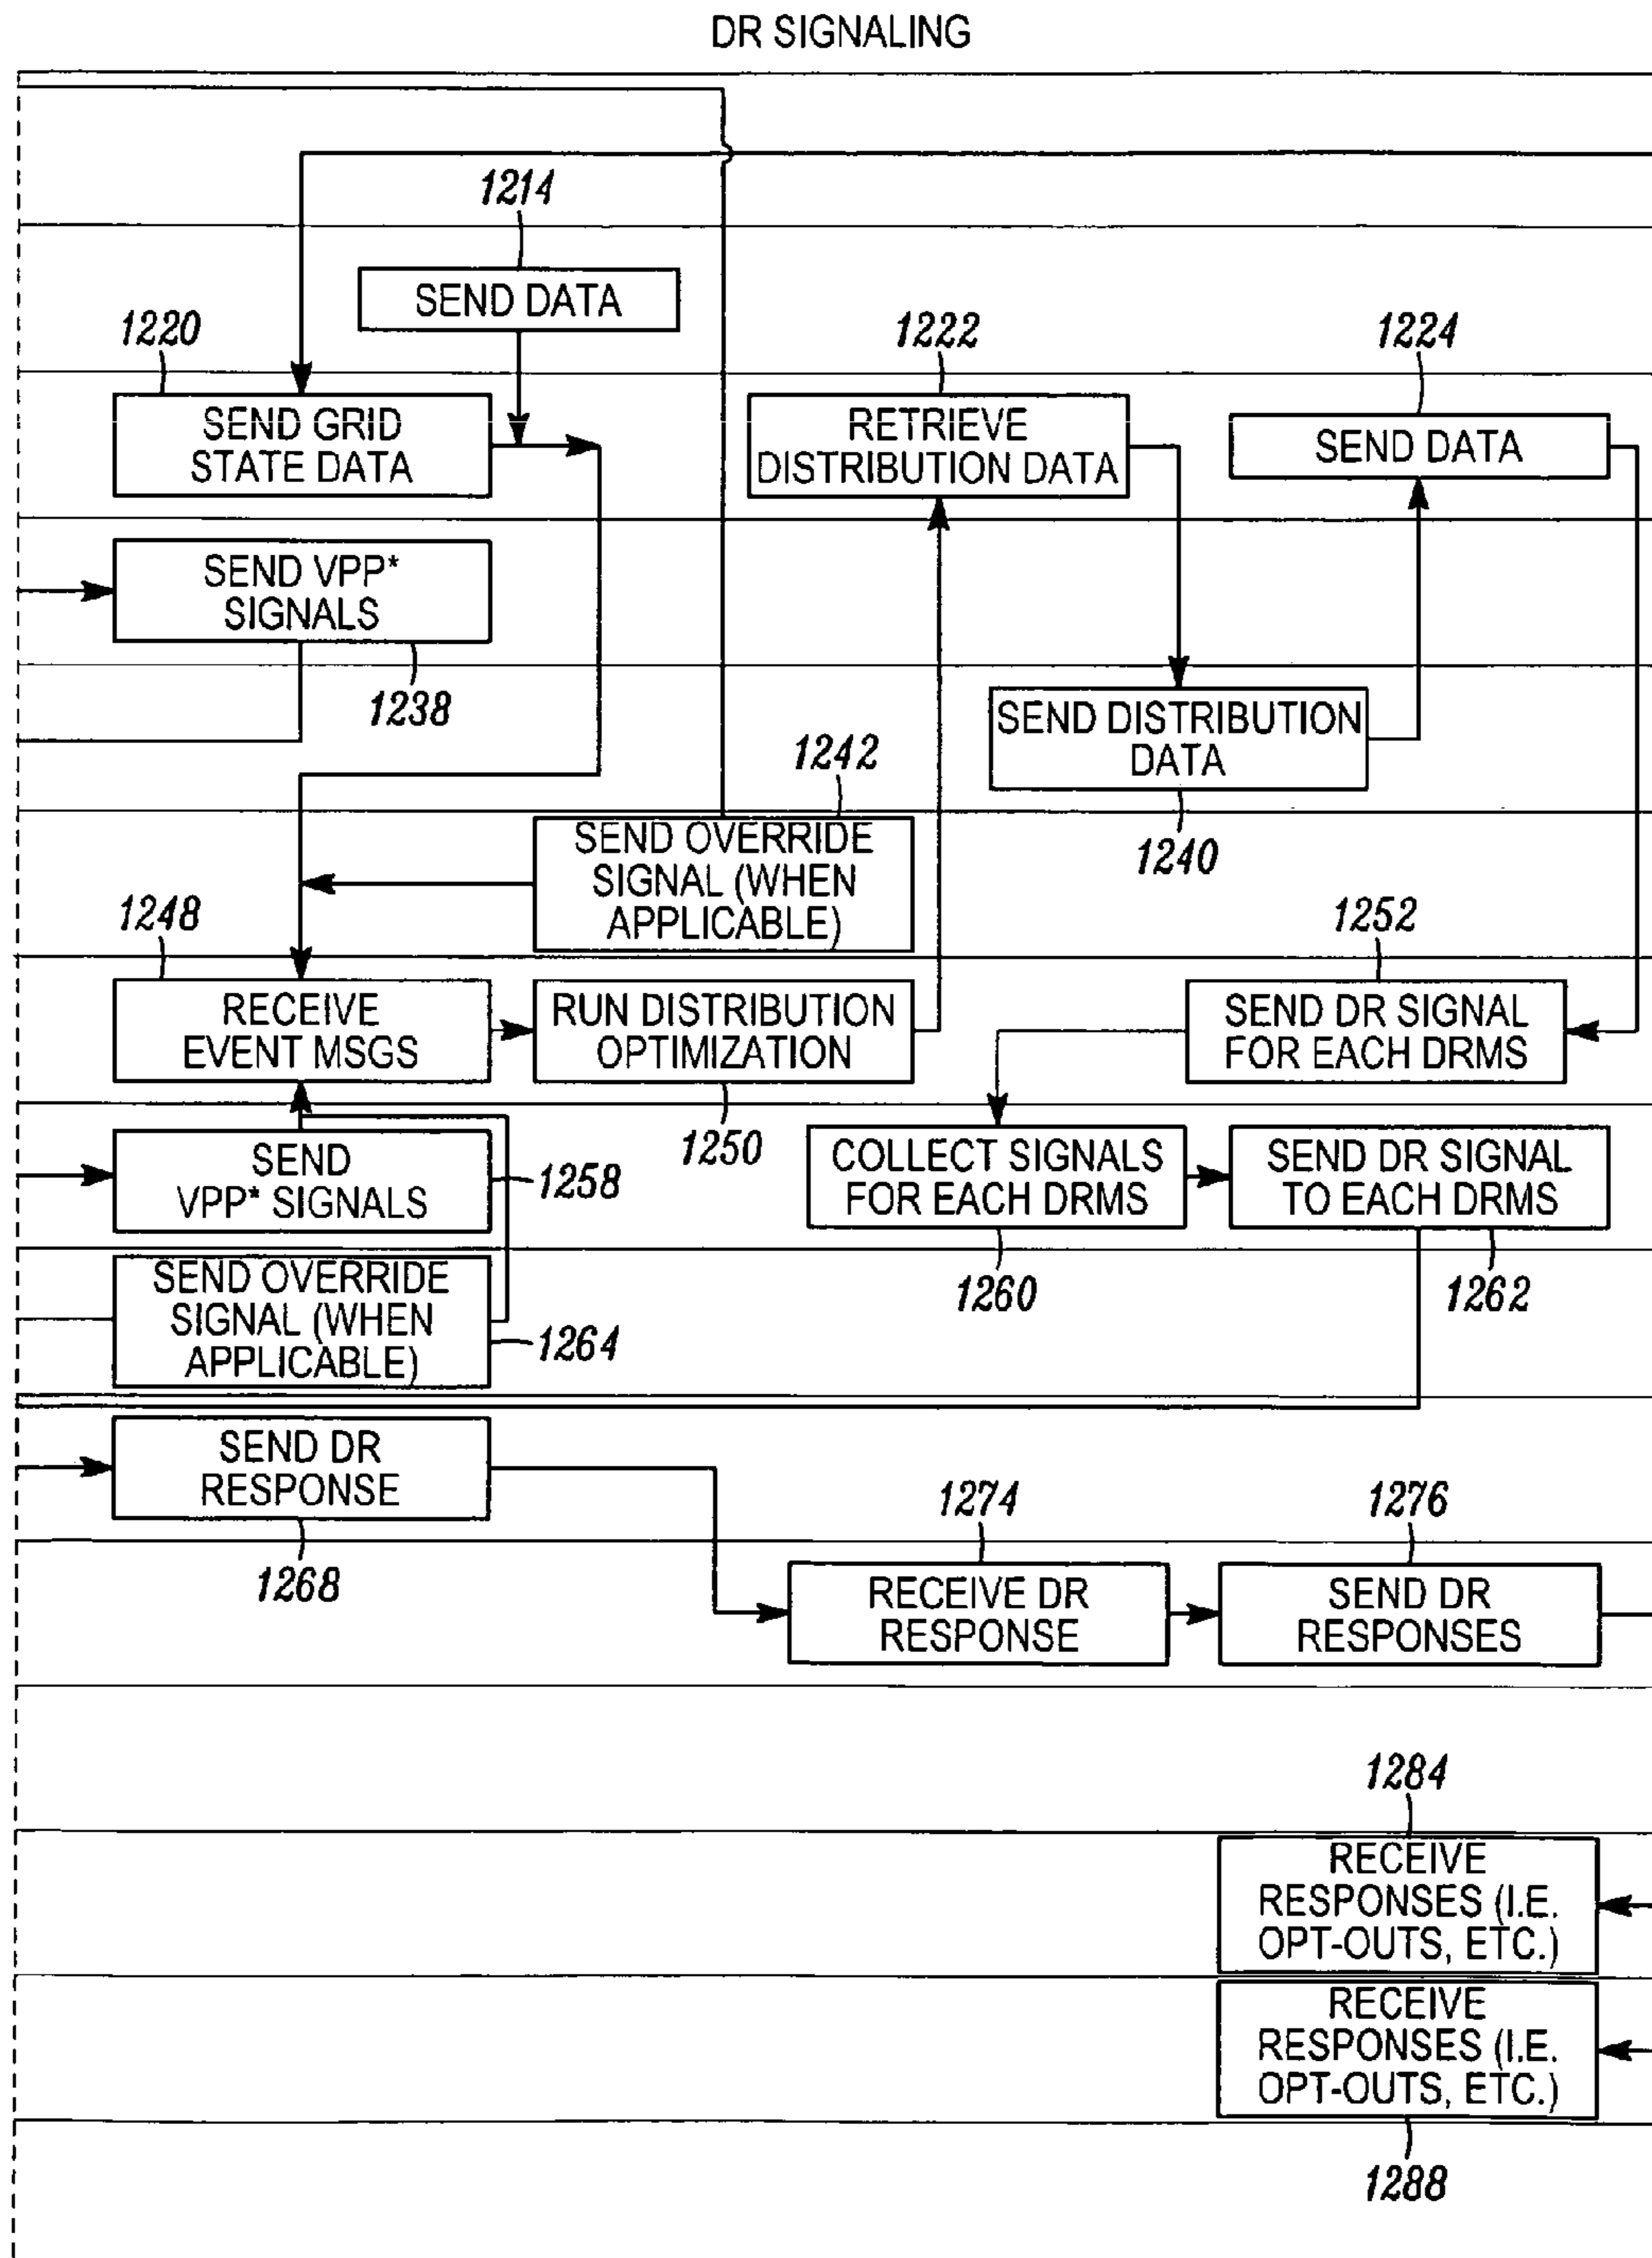 DR SIGNALING
1214
SEND DATA
1220
SEND GRID
STATE DATA
1222
RETRIEVE
DISTRIBUTION DATA
1224
SEND DATA
SEND VPP*
SIGNALS
1238
SEND DISTRIBUTION
DATA
1240
1242
SEND OVERRIDE
SIGNAL (WHEN
APPLICABLE)
1248
RECEIVE
EVENT MSGS
RUN DISTRIBUTION
OPTIMIZATION
1250
1252
SEND DR SIGNAL
FOR EACH DRMS
SEND
VPP* SIGNALS
1258
COLLECT SIGNALS
FOR EACH DRMS
1260
SEND DR SIGNAL
TO EACH DRMS
1262
SEND OVERRIDE
SIGNAL (WHEN
APPLICABLE)
1264
SEND DR
RESPONSE
1268
1274
RECEIVE DR
RESPONSE
1276
SEND DR
RESPONSES
1284
RECEIVE
RESPONSES (I.E.
OPT-OUTS, ETC.)
RECEIVE
RESPONSES (I.E.
OPT-OUTS, ETC.)
1288